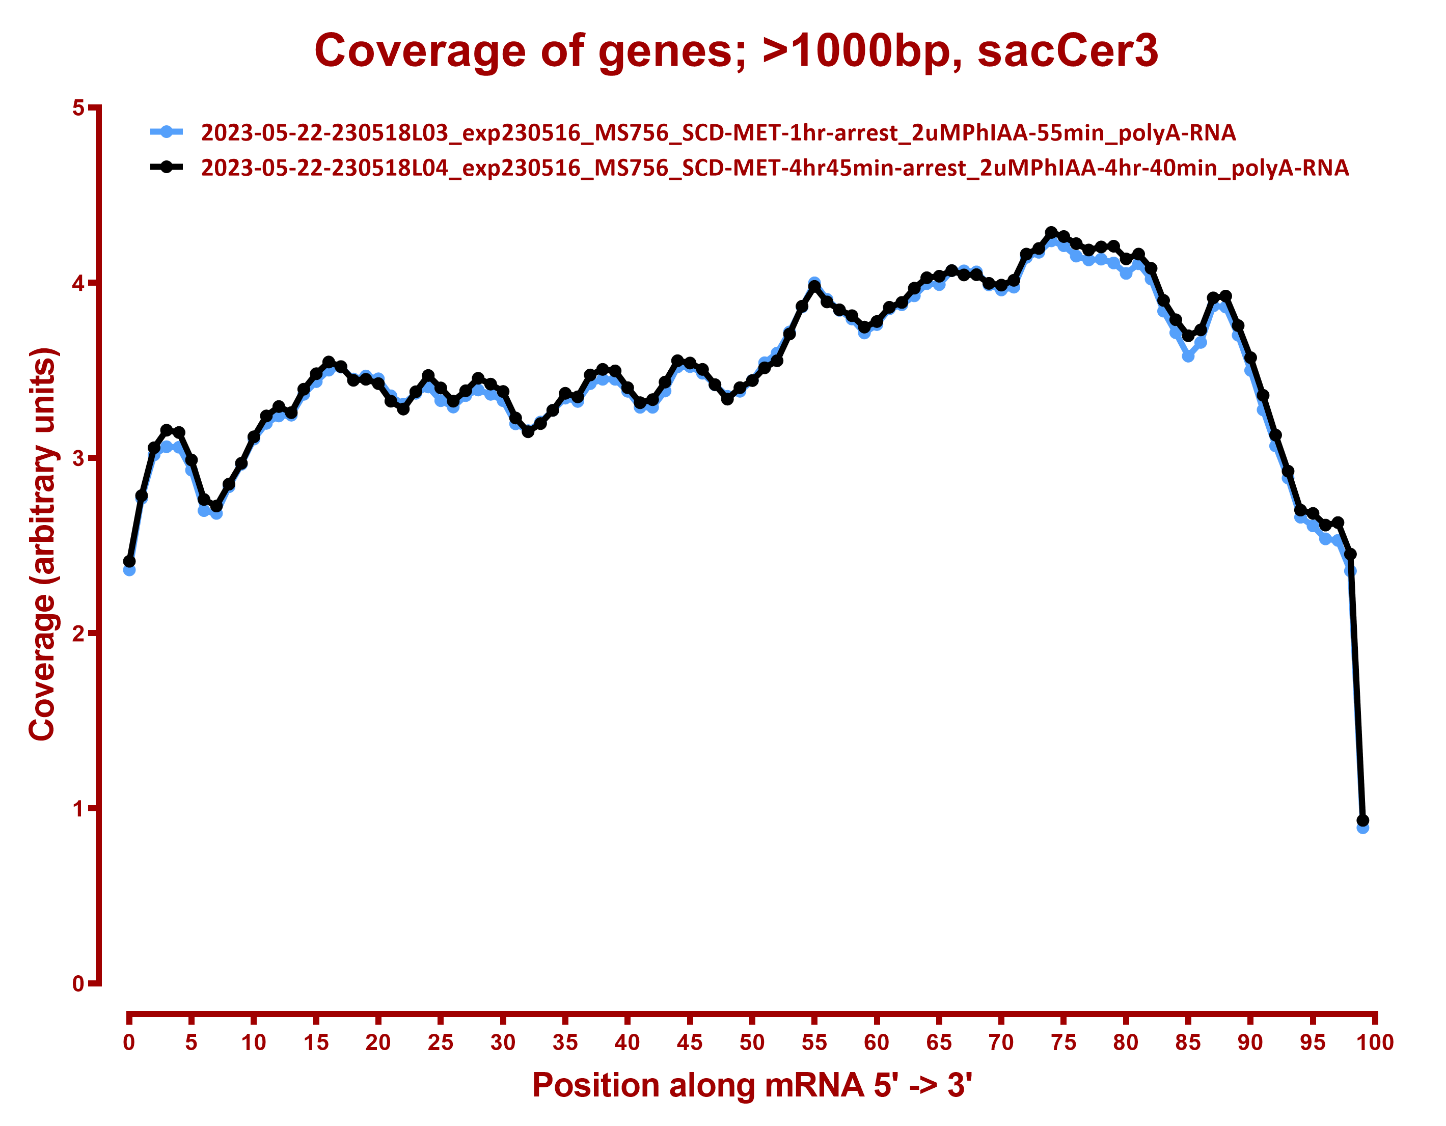 Coverage of genes; >1000bp, sacCer3
5
2023-05-22-230518L03_exp230516_MS756_SCD-MET-1hr-arrest_2uMPhIAA-55min_polyA-RNA
2023-05-22-230518L04_exp230516_MS756_SCD-MET-4hr45min-arrest_2uMPhIAA-4hr-40min_polyA-RNA
4
3
2
1
0
Coverage (arbitrary units)
0 5 10 15 20 25 30 35 40 45 50 55 60 65 70 75 80 85 90 95 100
Position along mRNA 5' -> 3'